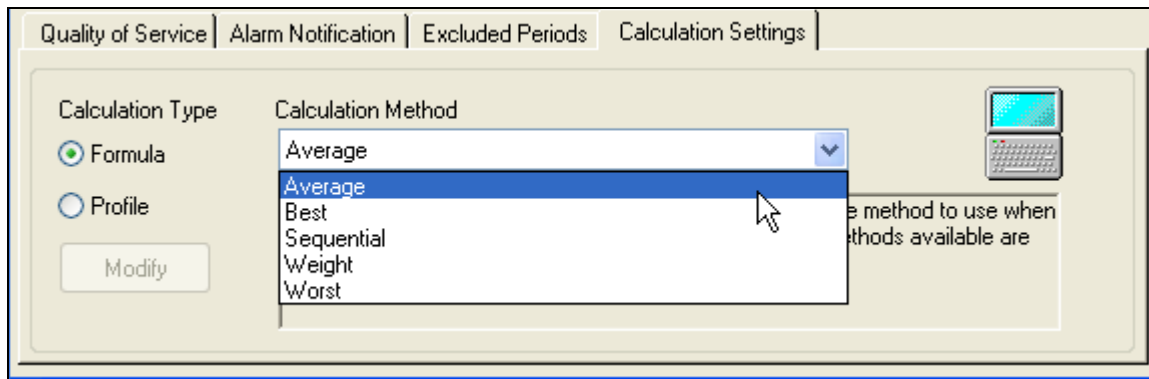 Quality of Service Alarm Notification Excluded Periods Calculation Settings
Calculation Type Calculation Method
Formula Average
Average
Profile Best e method to use when
Sequential thods available are
Modify Weight
Worst